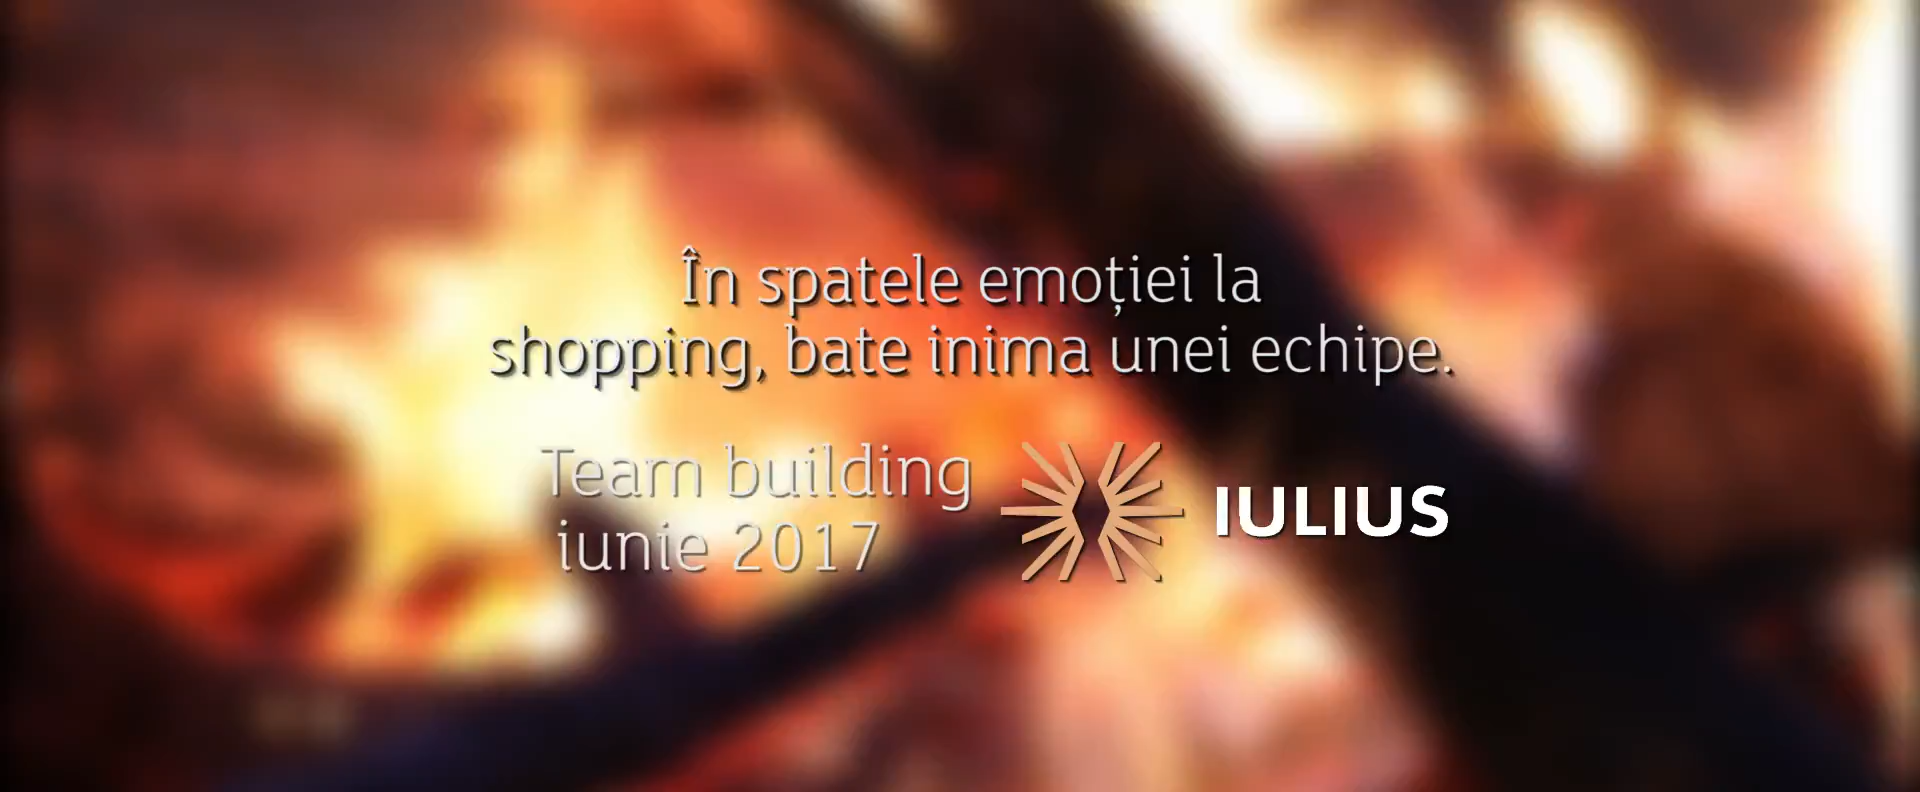 În spatele emoției la
shopping, bate inima unei echipe.
Team building
iunie 2017
IULIUS